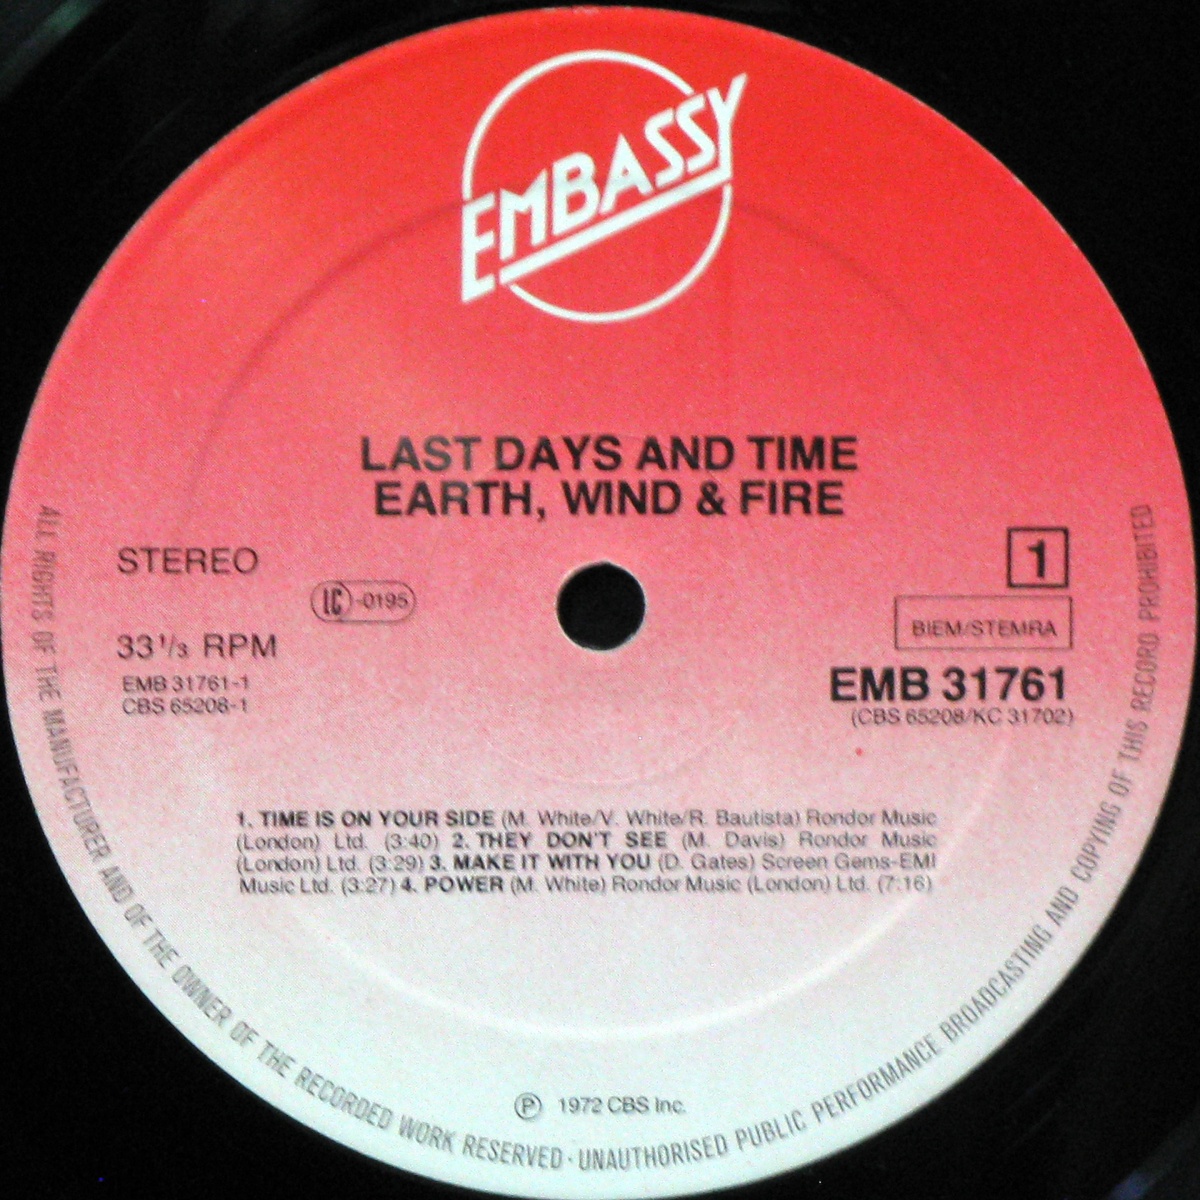 EMBASSY
LAST DAYS AND TIME
EARTH, WIND & FIRE
STEREO
LC-0195
33 1/3 RPM
EMB 31761-1
CBS 65208-1
1
BIEM/STEMRA
EMB 31761
(CBS 65208/KC 31702)
1. TIME IS ON YOUR SIDE (M. White/V. White/R. Bautista) Rondor Music
(London) Ltd. (3:40) 2. THEY DON'T SEE (M. Davis) Rondor Music
(London) Ltd. (3:29) 3. MAKE IT WITH YOU (D. Gates) Screen Gems-EMI
Music Ltd. (3:27) 4. POWER (M. White) Rondor Music (London) Ltd. (7:16)
Ⓟ 1972 CBS Inc.
ALL RIGHTS OF THE MANUFACTURER AND OF THE OWNER OF THE RECORDED WORK RESERVED · UNAUTHORISED PUBLIC PERFORMANCE BROADCASTING AND COPYING OF THIS RECORD PROHIBITED